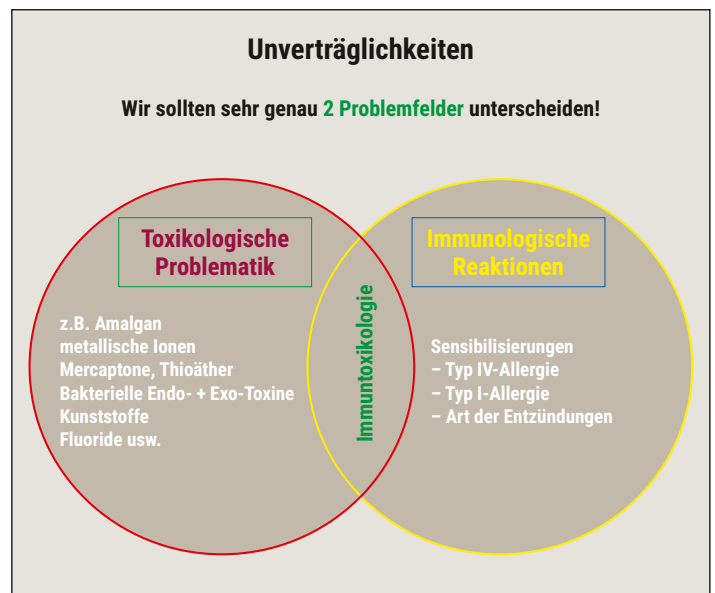 Unverträglichkeiten
Wir sollten sehr genau 2 Problemfelder unterscheiden!
Toxikologische
Problematik
z.B. Amalgan
metallische Ionen
Mercaptone, Thioäther
Bakterielle Endo- + Exo-Toxine
Kunststoffe
Fluoride usw.
Immuntoxikologie
Immunologische
Reaktionen
Sensibilisierungen
– Typ IV-Allergie
– Typ I-Allergie
– Art der Entzündungen